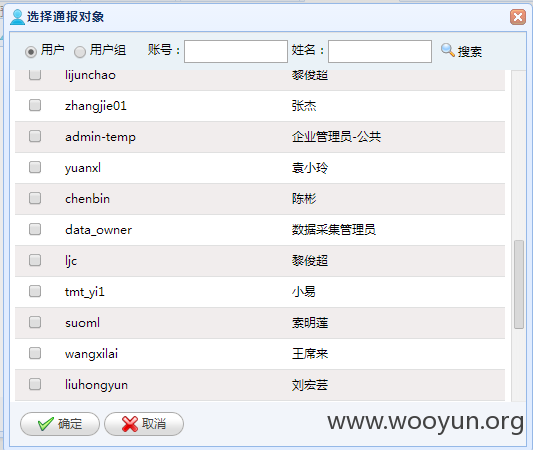 选择通报对象
用户 用户组 账号： 姓名： 搜索
lijunchao 黎俊超
zhangjie01 张杰
admin-temp 企业管理员-公共
yuanxl 袁小玲
chenbin 陈彬
data_owner 数据采集管理员
ljc 黎俊超
tmt_yi1 小易
suoml 索明莲
wangxilai 王席来
liuhongyun 刘宏芸
确定 取消
www.wooyun.org